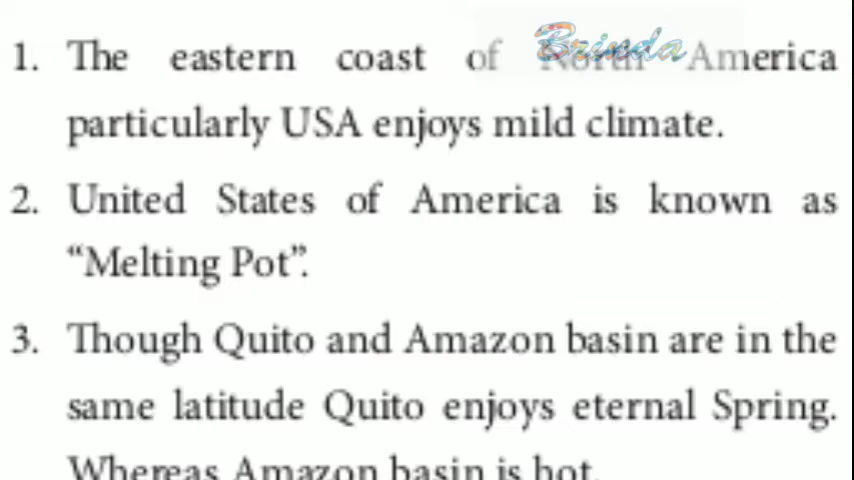 Brinda
1. The eastern coast of North America
particularly USA enjoys mild climate.
2. United States of America is known as
“Melting Pot”.
3. Though Quito and Amazon basin are in the
same latitude Quito enjoys eternal Spring.
Whereas Amazon basin is hot.